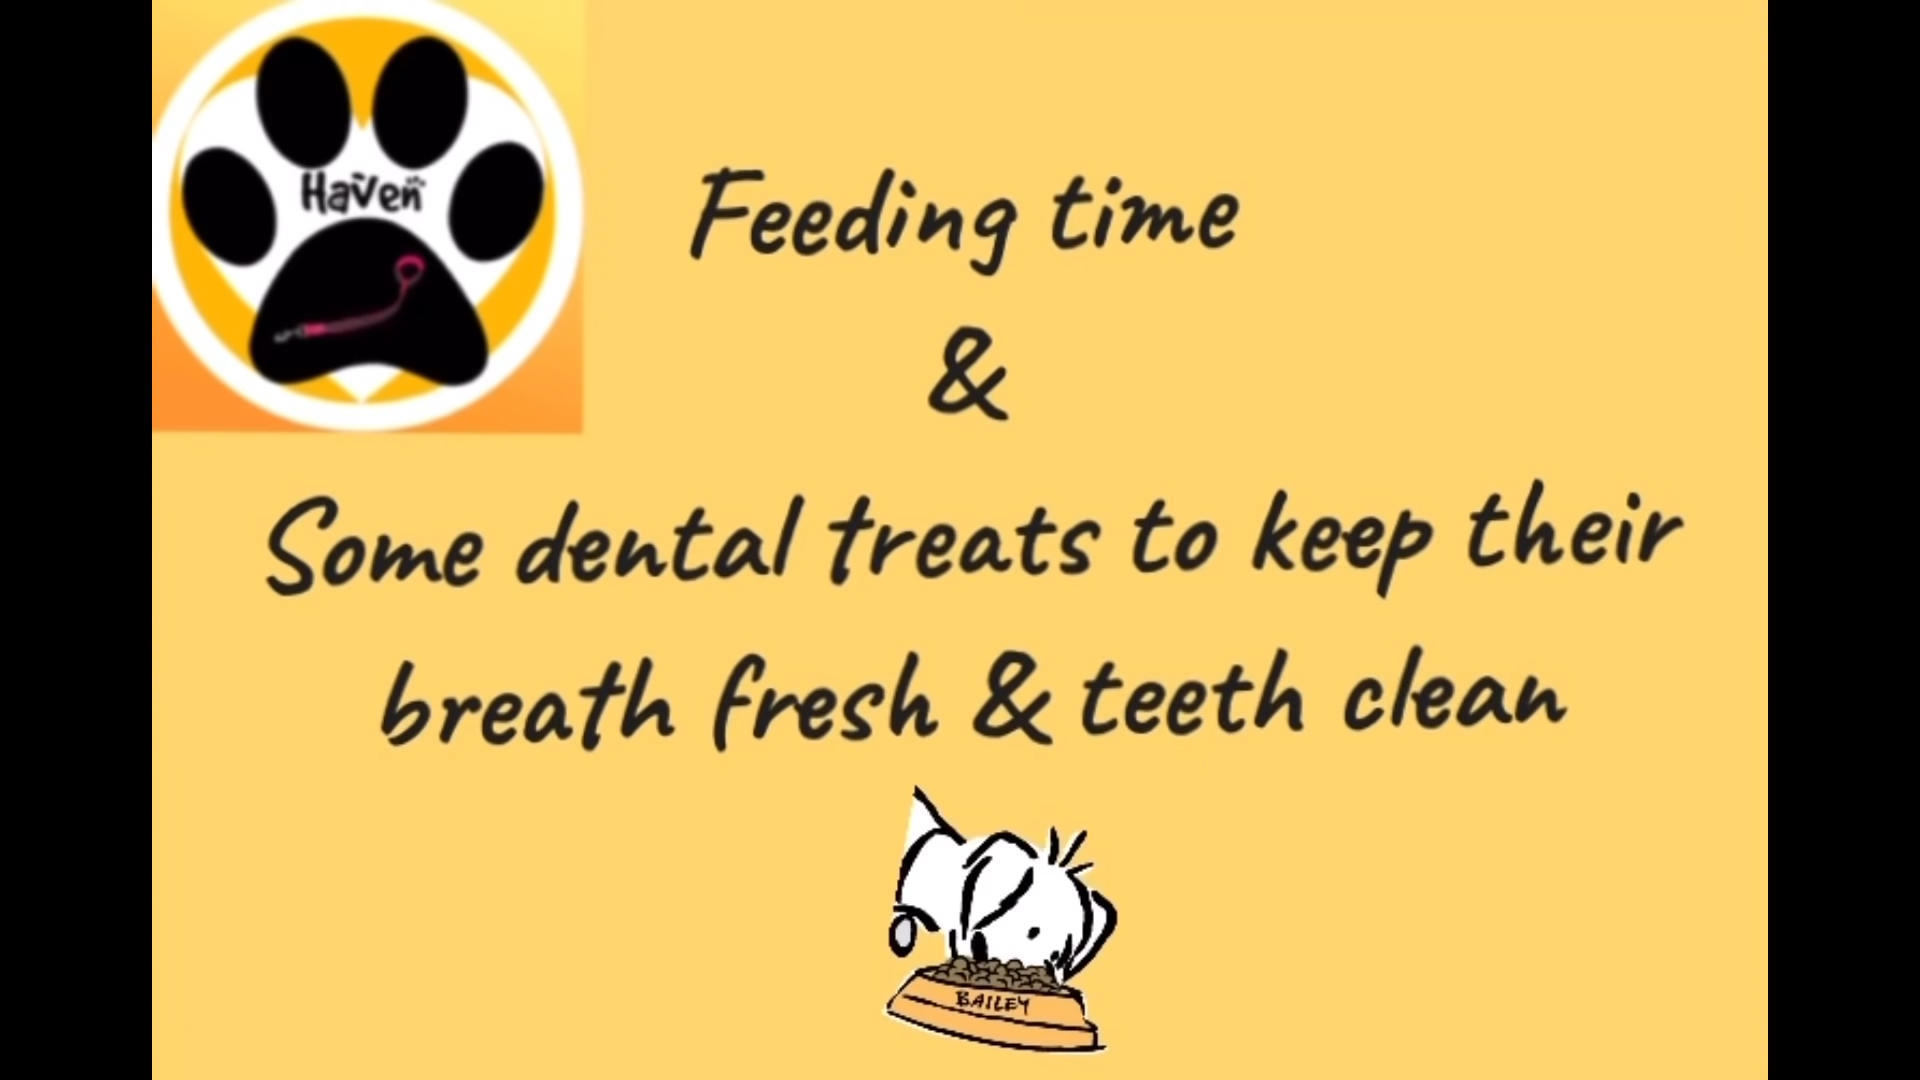 Haven
Feeding time
&
Some dental treats to keep their
breath fresh & teeth clean
BAILEY